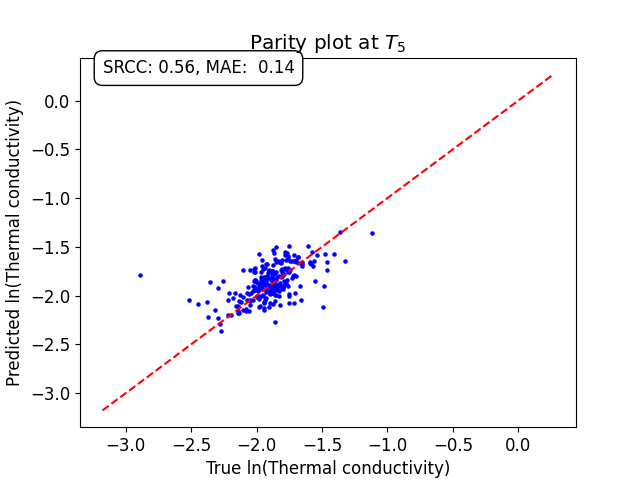 Parity plot at $T_5$
SRCC: 0.56, MAE:  0.14
Predicted ln(Thermal conductivity)
0.0
−0.5
−1.0
−1.5
−2.0
−2.5
−3.0
−3.0 −2.5 −2.0 −1.5 −1.0 −0.5 0.0
True ln(Thermal conductivity)